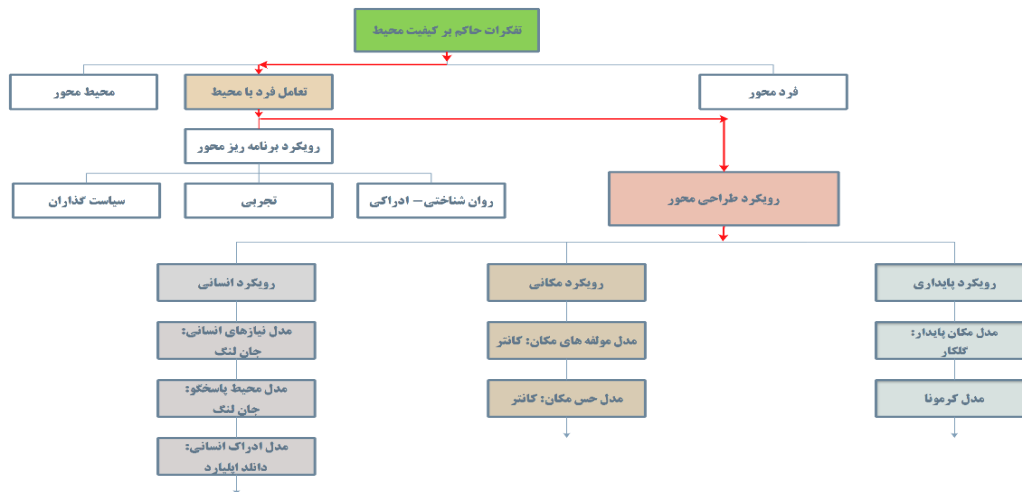 تفکرات حاکم بر کیفیت محیط
فرد محور
تعامل فرد با محیط
محیط محور
رویکرد برنامه ریز محور
روان شناختی- ادراکی
تجربی
سیاست گذاران
رویکرد طراحی محور
رویکرد پایداری
رویکرد مکانی
رویکرد انسانی
مدل مکان پایدار:
گلکار
مدل مولفه های مکان: کانتر
مدل نیازهای انسانی:
جان لنگ
مدل کرمونا
مدل حس مکان: کانتر
مدل محیط پاسخگو:
جان لنگ
مدل ادراک انسانی:
دانلد اپلیارد